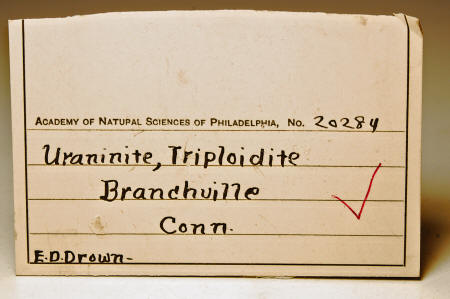 ACADEMY OF NATURAL SCIENCES OF PHILADELPHIA, No. 20284
Uraninite, Triploidite
Branchville
Conn.
E.D.Drown-